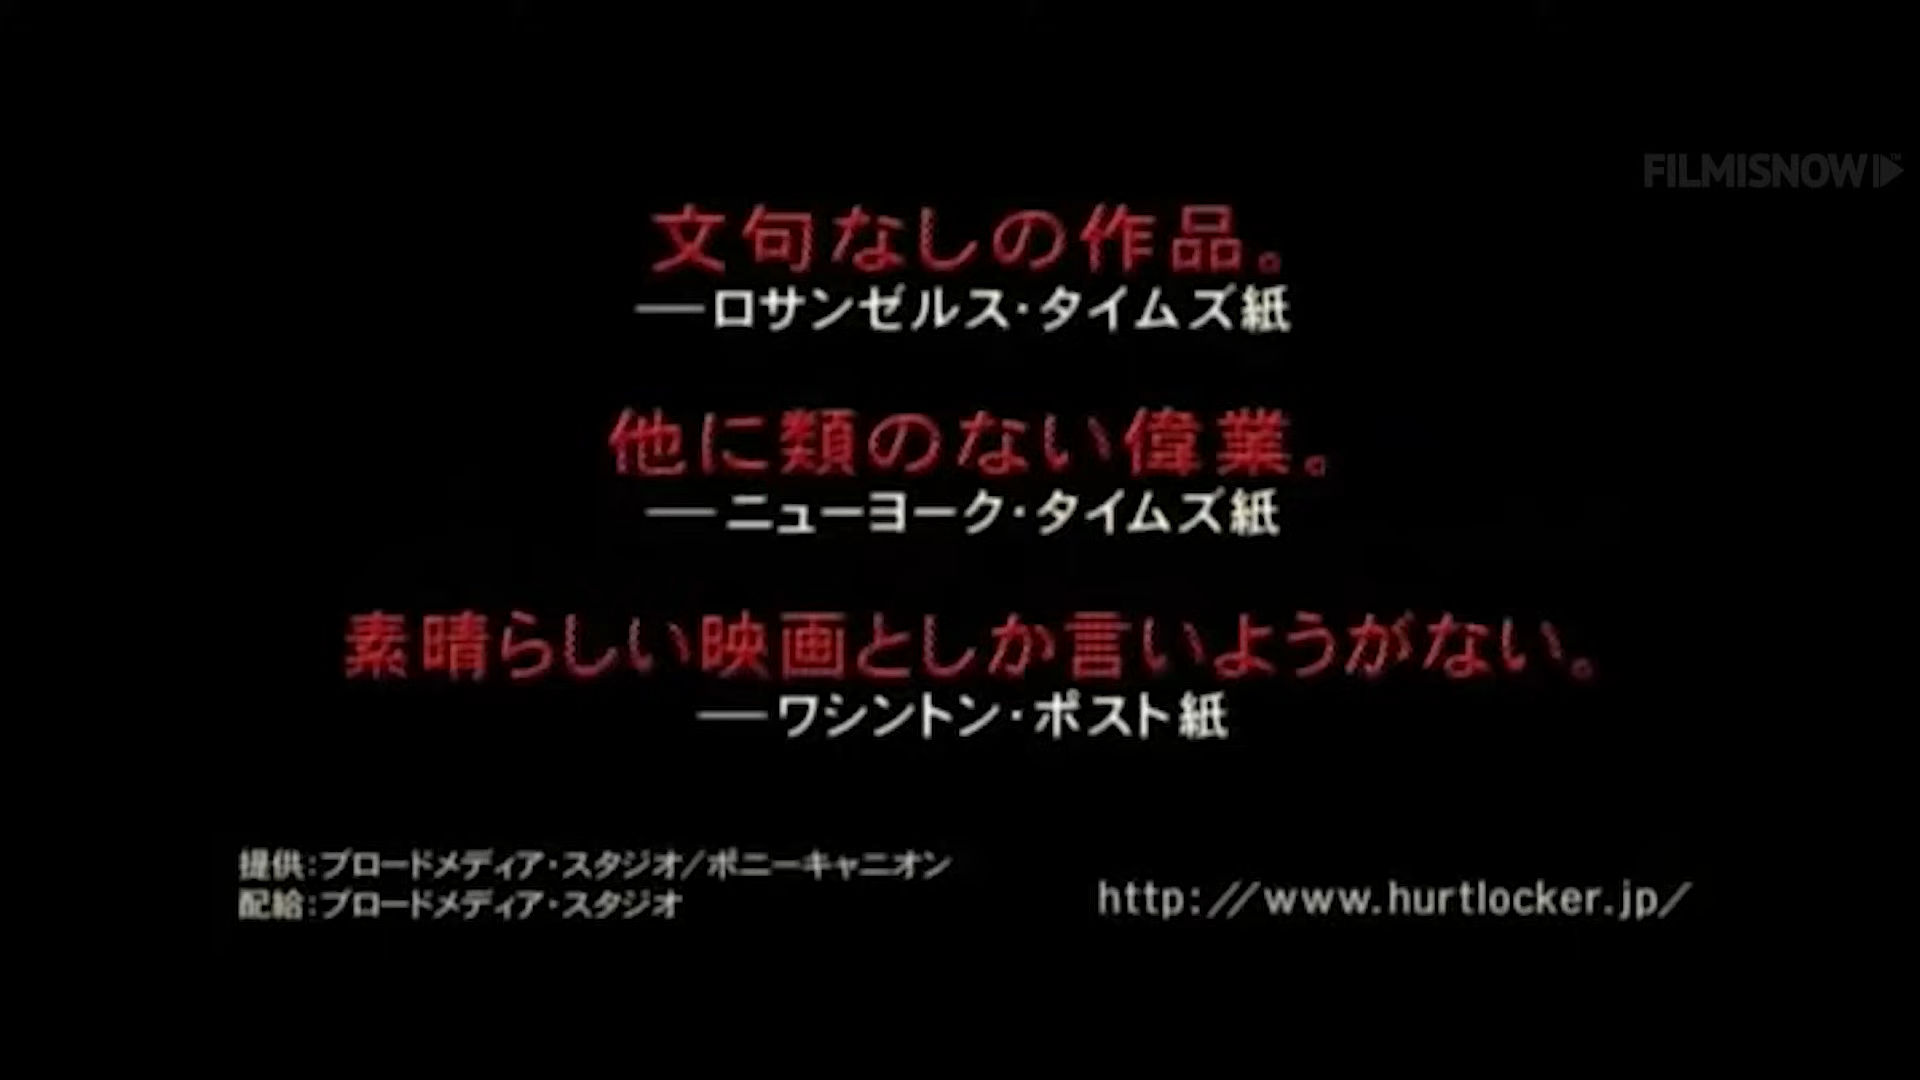 FILMISNOW
文句なしの作品。
──ロサンゼルス・タイムズ紙
他に類のない偉業。
──ニューヨーク・タイムズ紙
素晴らしい映画としか言いようがない。
──ワシントン・ポスト紙
提供:ブロードメディア・スタジオ/ポニーキャニオン
配給:ブロードメディア・スタジオ
http://www.hurtlocker.jp/